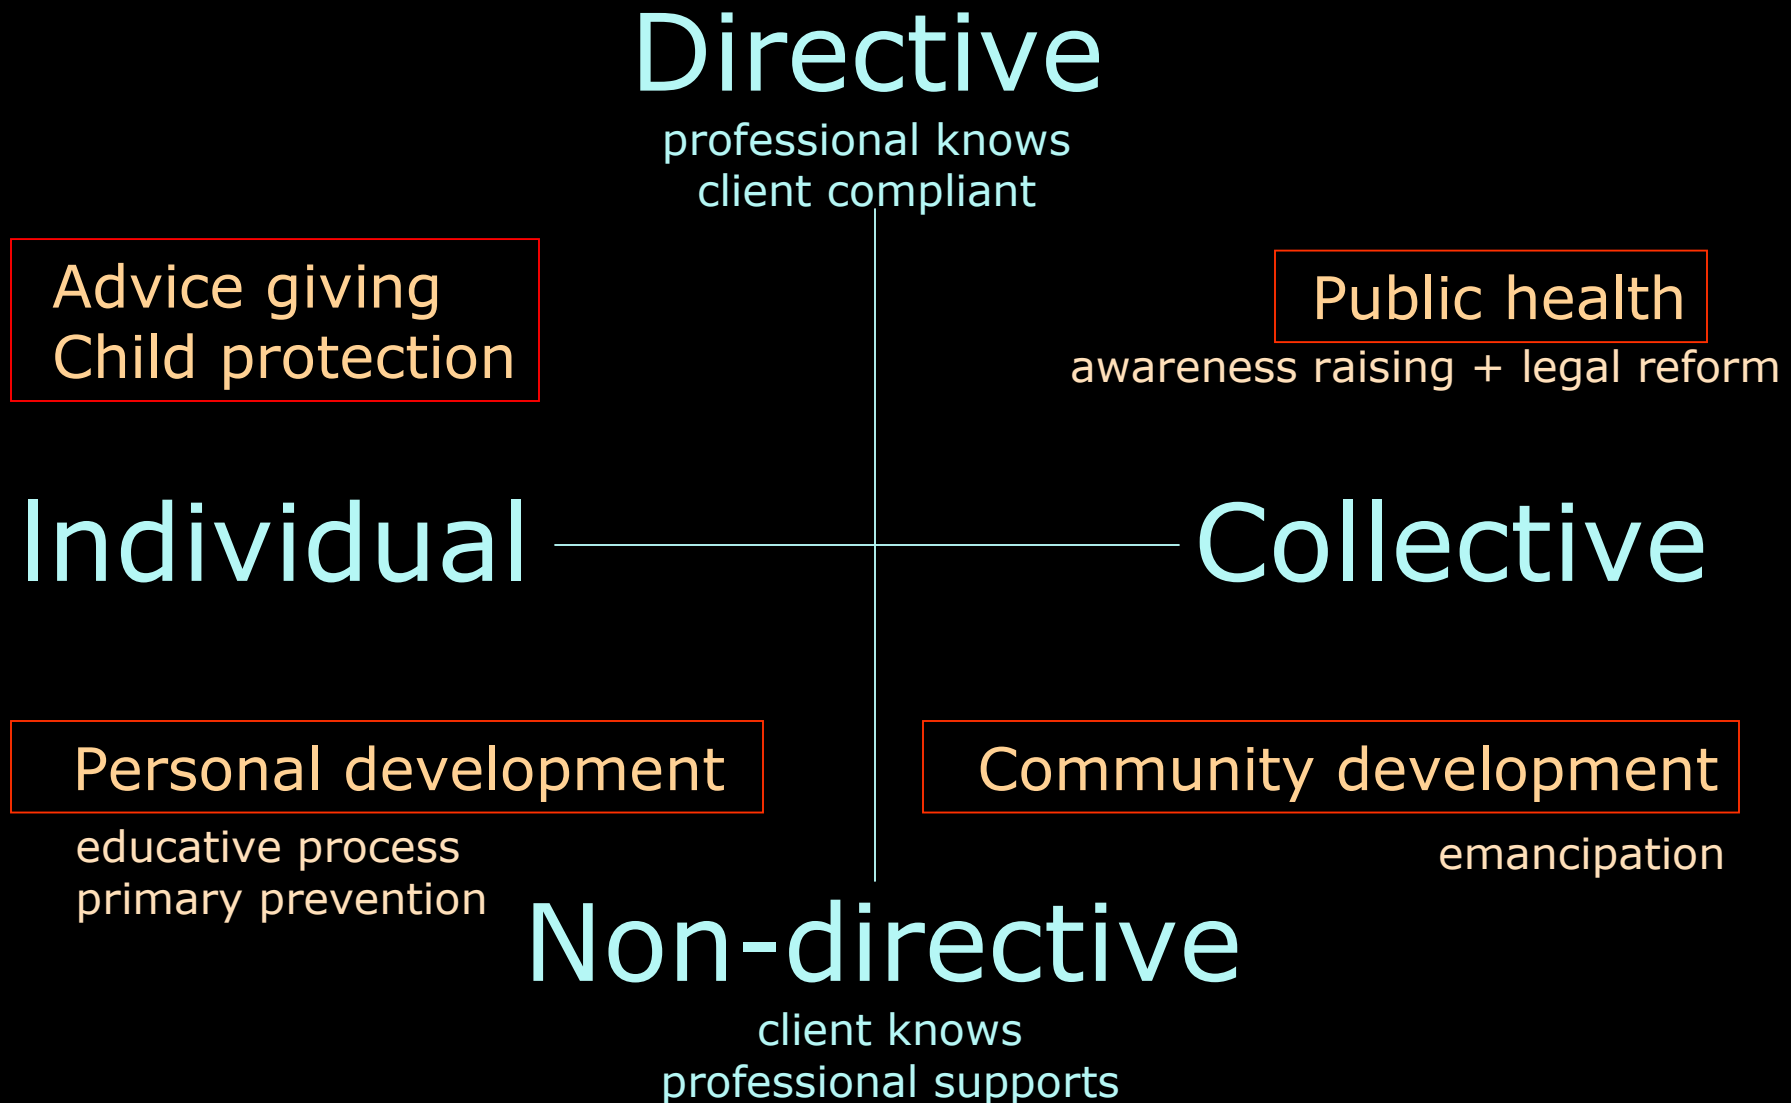 Directive
professional knows
client compliant
Advice giving
Child protection
Public health
awareness raising + legal reform
Individual
Collective
Personal development
educative process
primary prevention
Community development
emancipation
Non-directive
client knows
professional supports